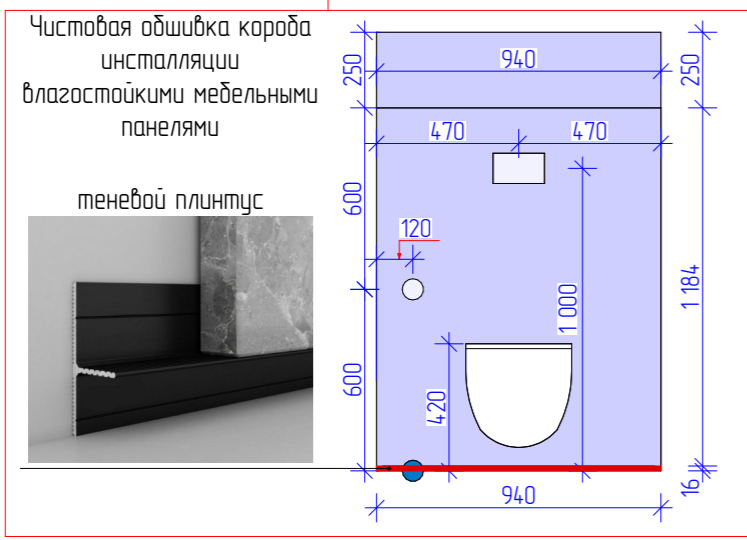 Чистовая обшивка короба
инсталляции
влагостойкими мебельными
панелями
теневой плинтус
250
940
250
470
470
600
120
1 000
1 184
600
420
16
940